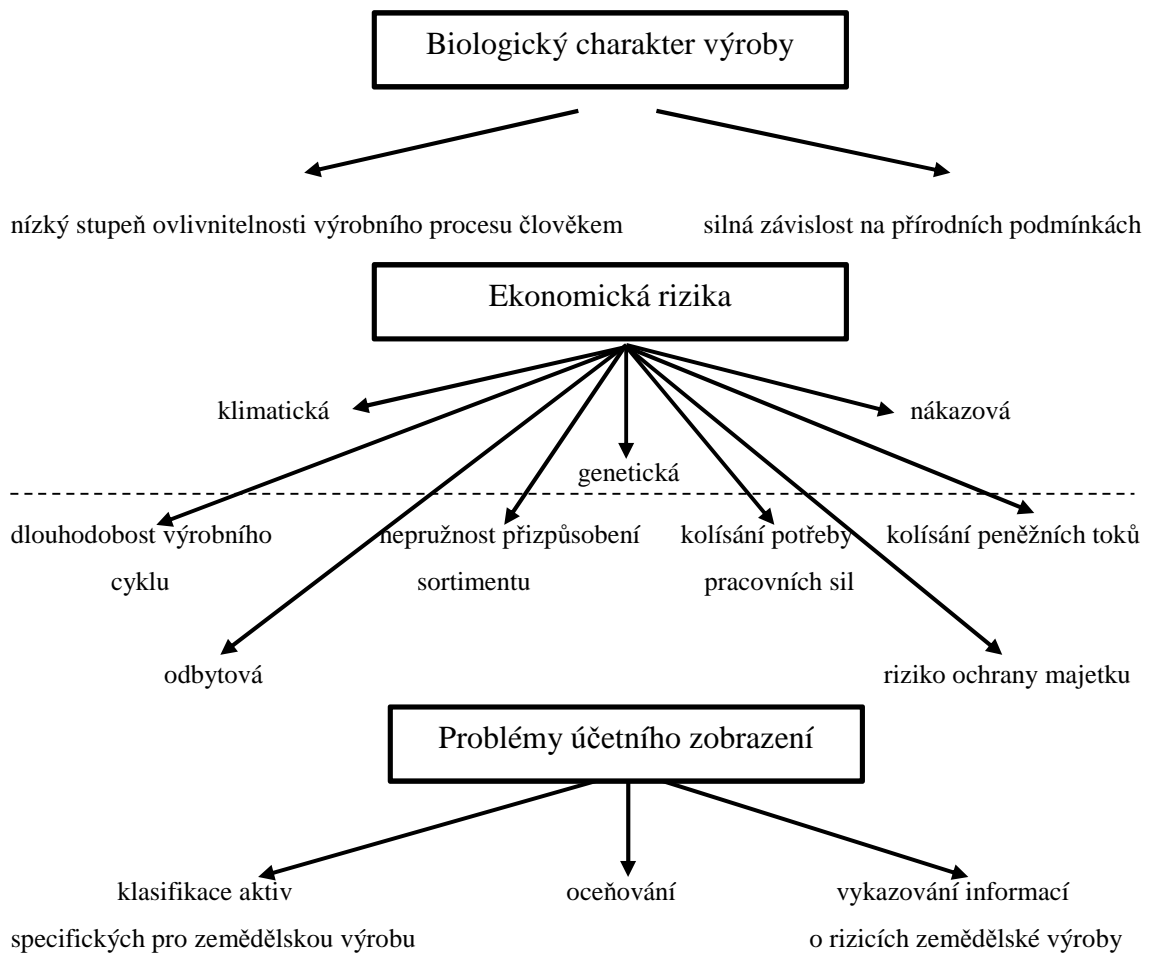 Biologický charakter výroby
nízký stupeň ovlivnitelnosti výrobního procesu člověkem silná závislost na přírodních podmínkách
Ekonomická rizika
klimatická nákazová
genetická
dlouhodobost výrobního nepružnost přizpůsobení kolísání potřeby kolísání peněžních toků
cyklu sortimentu pracovních sil
odbytová riziko ochrany majetku
Problémy účetního zobrazení
klasifikace aktiv oceňování vykazování informací
specifických pro zemědělskou výrobu o rizicích zemědělské výroby